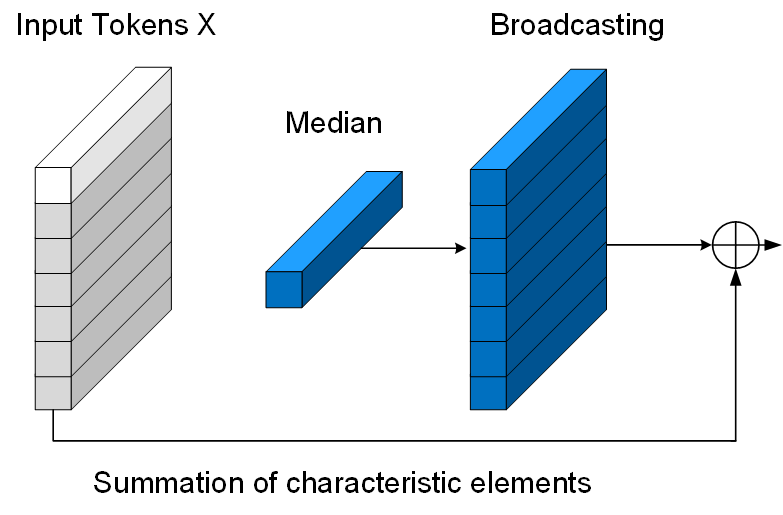 Input Tokens X
Broadcasting
Median
Summation of characteristic elements